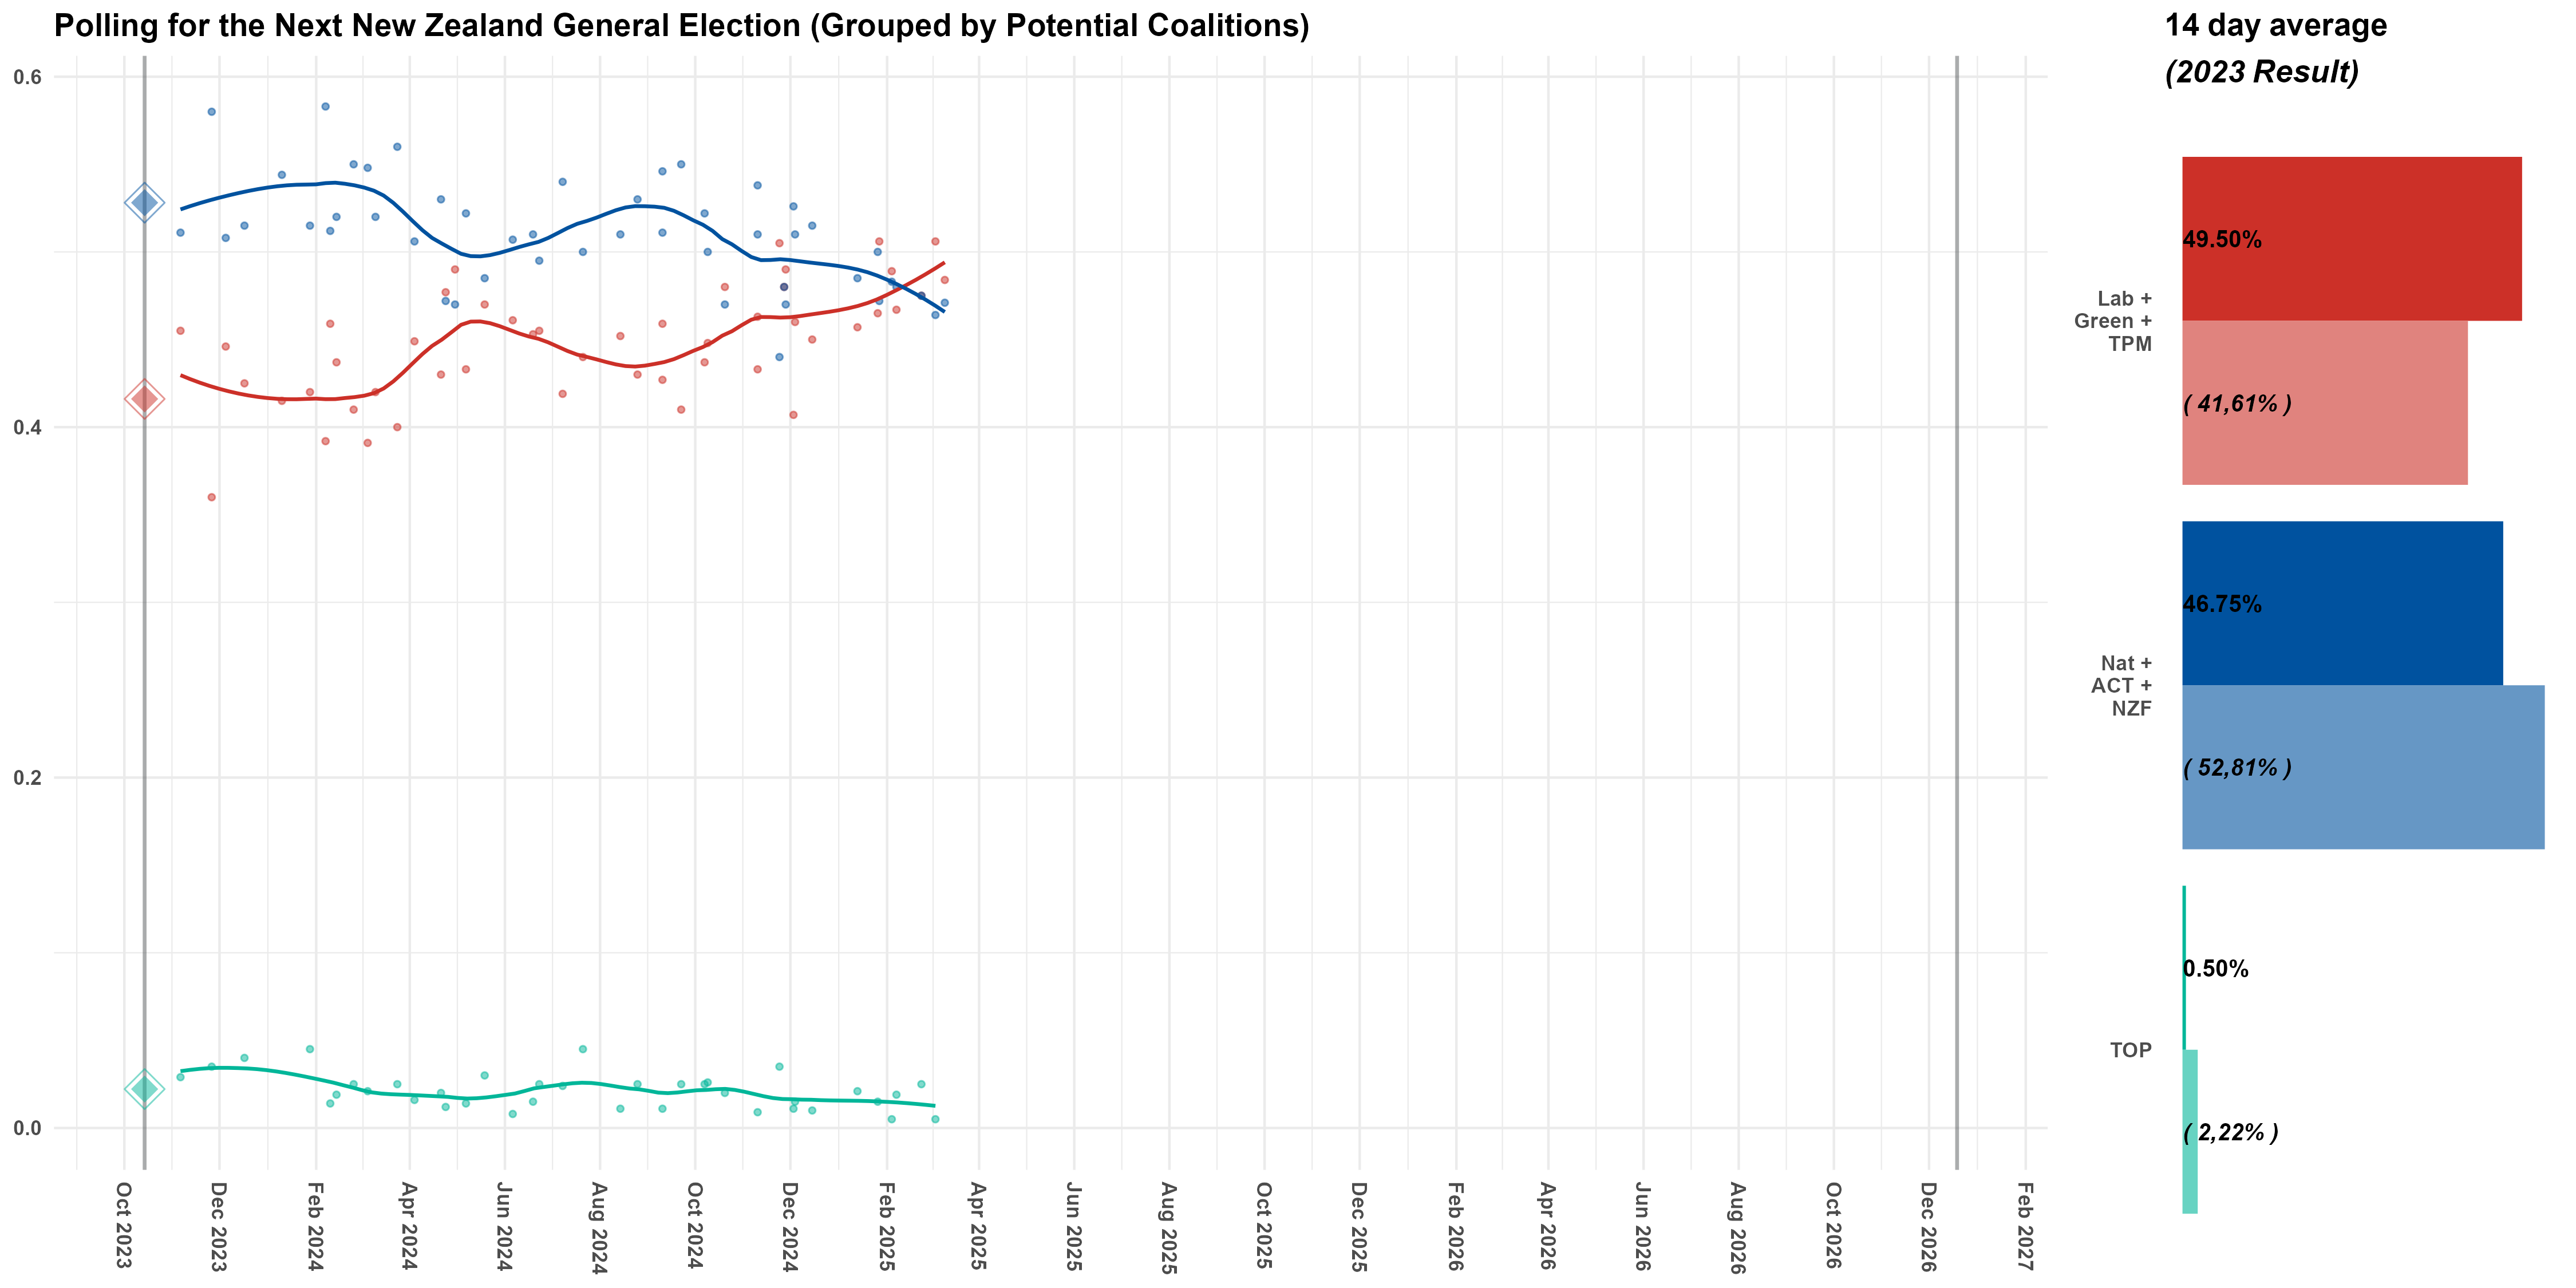 Polling for the Next New Zealand General Election (Grouped by Potential Coalitions)
14 day average
(2023 Result)
0.6
0.4
0.2
0.0
Oct 2023
Dec 2023
Feb 2024
Apr 2024
Jun 2024
Aug 2024
Oct 2024
Dec 2024
Feb 2025
Apr 2025
Jun 2025
Aug 2025
Oct 2025
Dec 2025
Feb 2026
Apr 2026
Jun 2026
Aug 2026
Oct 2026
Dec 2026
Feb 2027
Lab +
Green +
TPM
49.50%
( 41,61% )
Nat +
ACT +
NZF
46.75%
( 52,81% )
TOP
0.50%
( 2,22% )